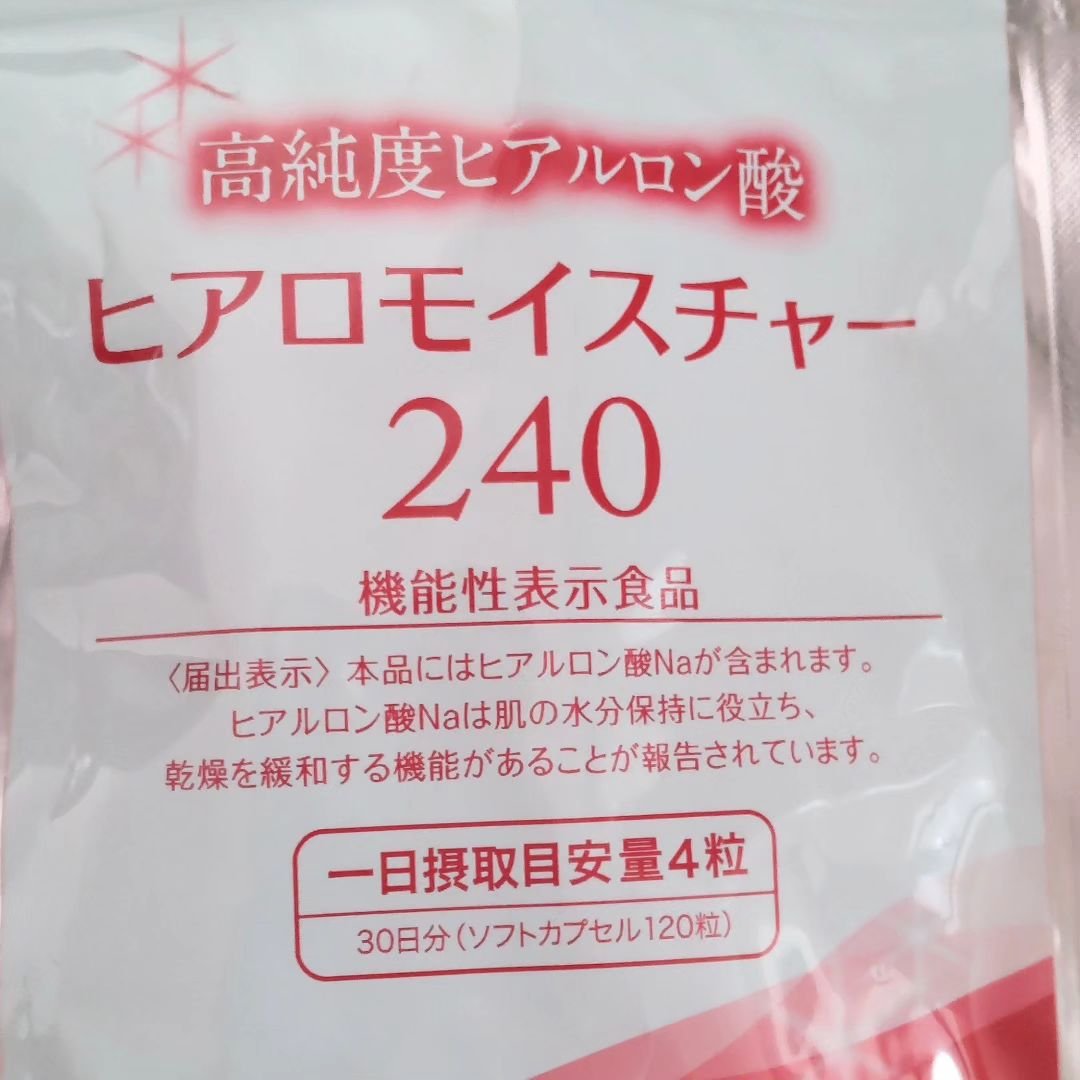 高純度ヒアルロン酸
ヒアロモイスチャー
240
機能性表示食品
〈届出表示〉本品にはヒアルロン酸Naが含まれます。
ヒアルロン酸Naは肌の水分保持に役立ち、
乾燥を緩和する機能があることが報告されています。
一日摂取目安量4粒
30日分(ソフトカプセル120粒)